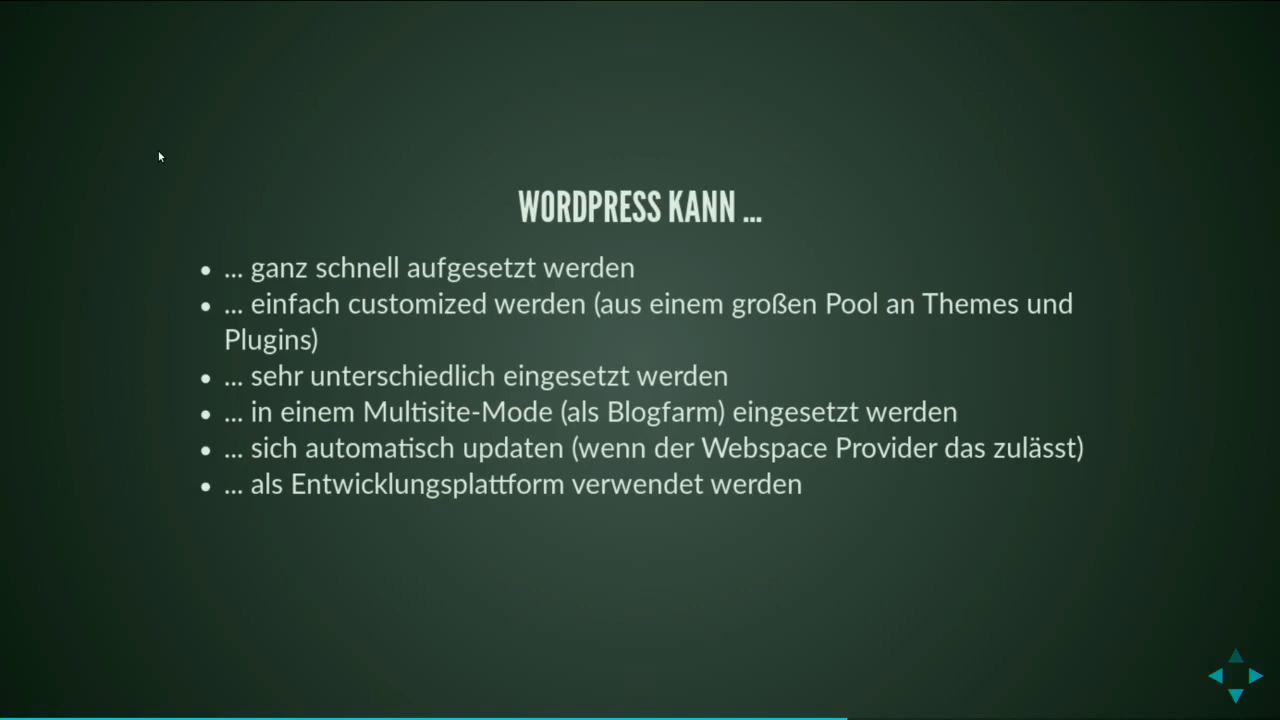 WORDPRESS KANN ...
• ... ganz schnell aufgesetzt werden
• ... einfach customized werden (aus einem großen Pool an Themes und
Plugins)
• ... sehr unterschiedlich eingesetzt werden
• ... in einem Multisite-Mode (als Blogfarm) eingesetzt werden
• ... sich automatisch updaten (wenn der Webspace Provider das zulässt)
• ... als Entwicklungsplattform verwendet werden